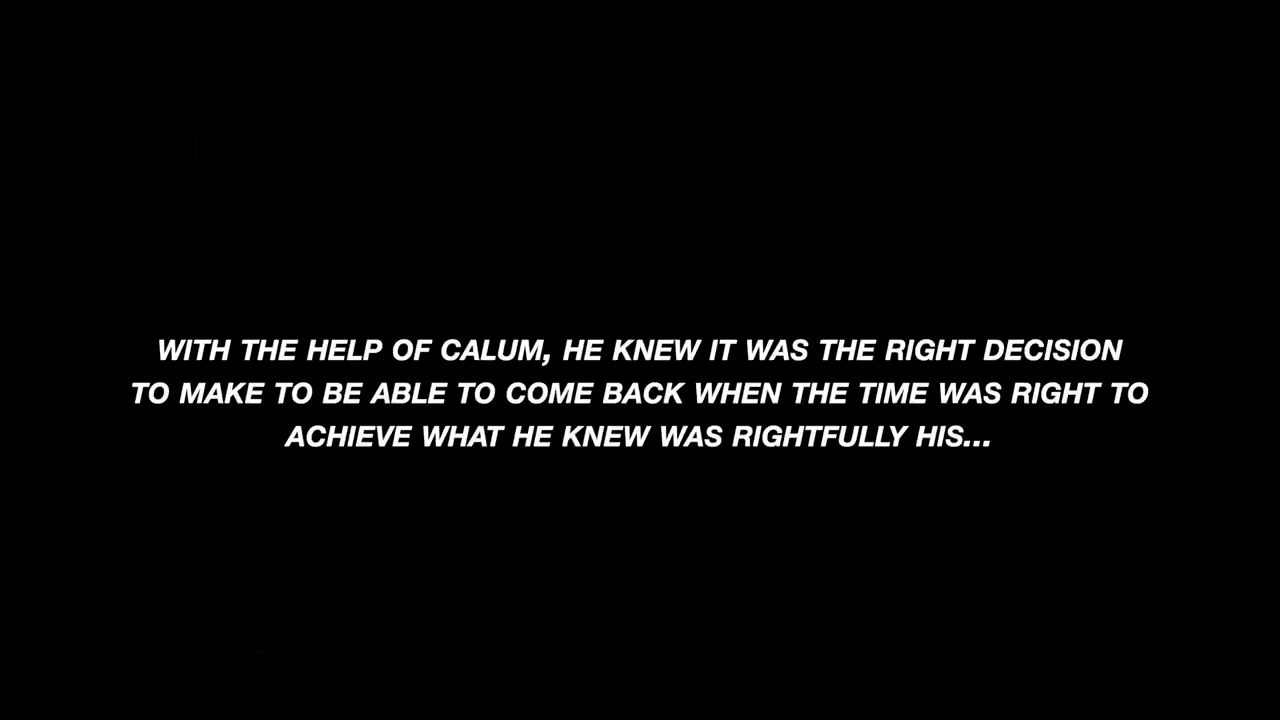 WITH THE HELP OF CALUM, HE KNEW IT WAS THE RIGHT DECISION
TO MAKE TO BE ABLE TO COME BACK WHEN THE TIME WAS RIGHT TO
ACHIEVE WHAT HE KNEW WAS RIGHTFULLY HIS...